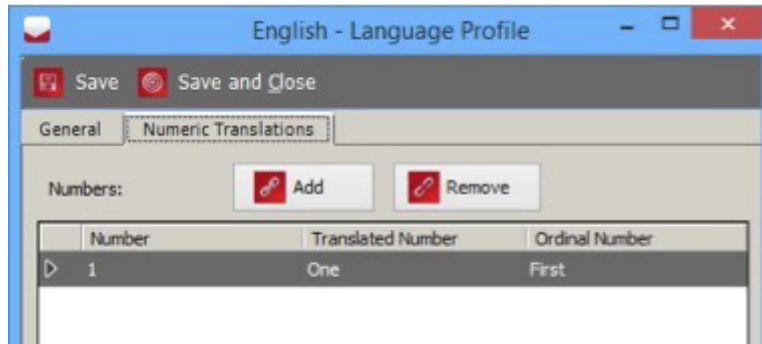 English - Language Profile
Save Save and Close
General Numeric Translations
Numbers: Add Remove
Number Translated Number Ordinal Number
1 One First